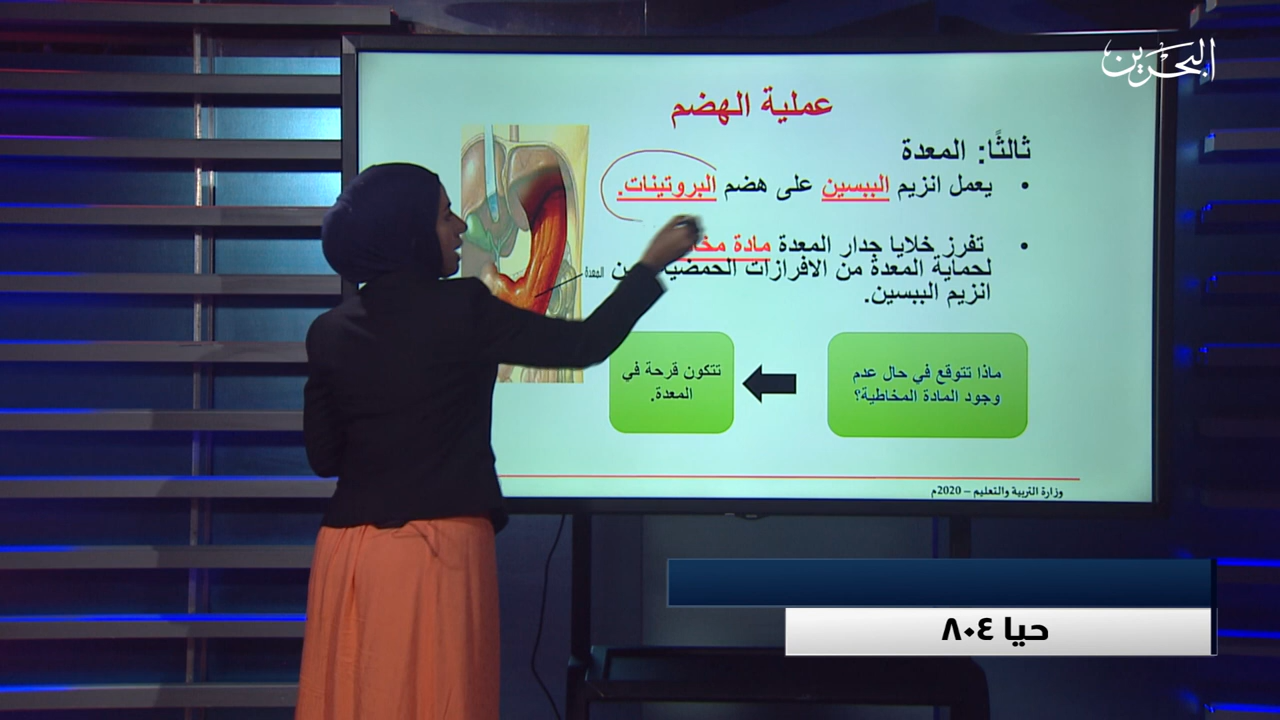 البحرين
عملية الهضم
ثالثًا: المعدة
• يعمل انزيم الببسين على هضم البروتينات.
• تفرز خلايا جدار المعدة مادة
لحماية المعدة من الافرازات الحمضية
انزيم الببسين.
المعدة
ماذا تتوقع في حال عدم
وجود المادة المخاطية؟
تتكون قرحة في
المعدة.
وزارة التربية والتعليم – 2020م
حيا ٨٠٤